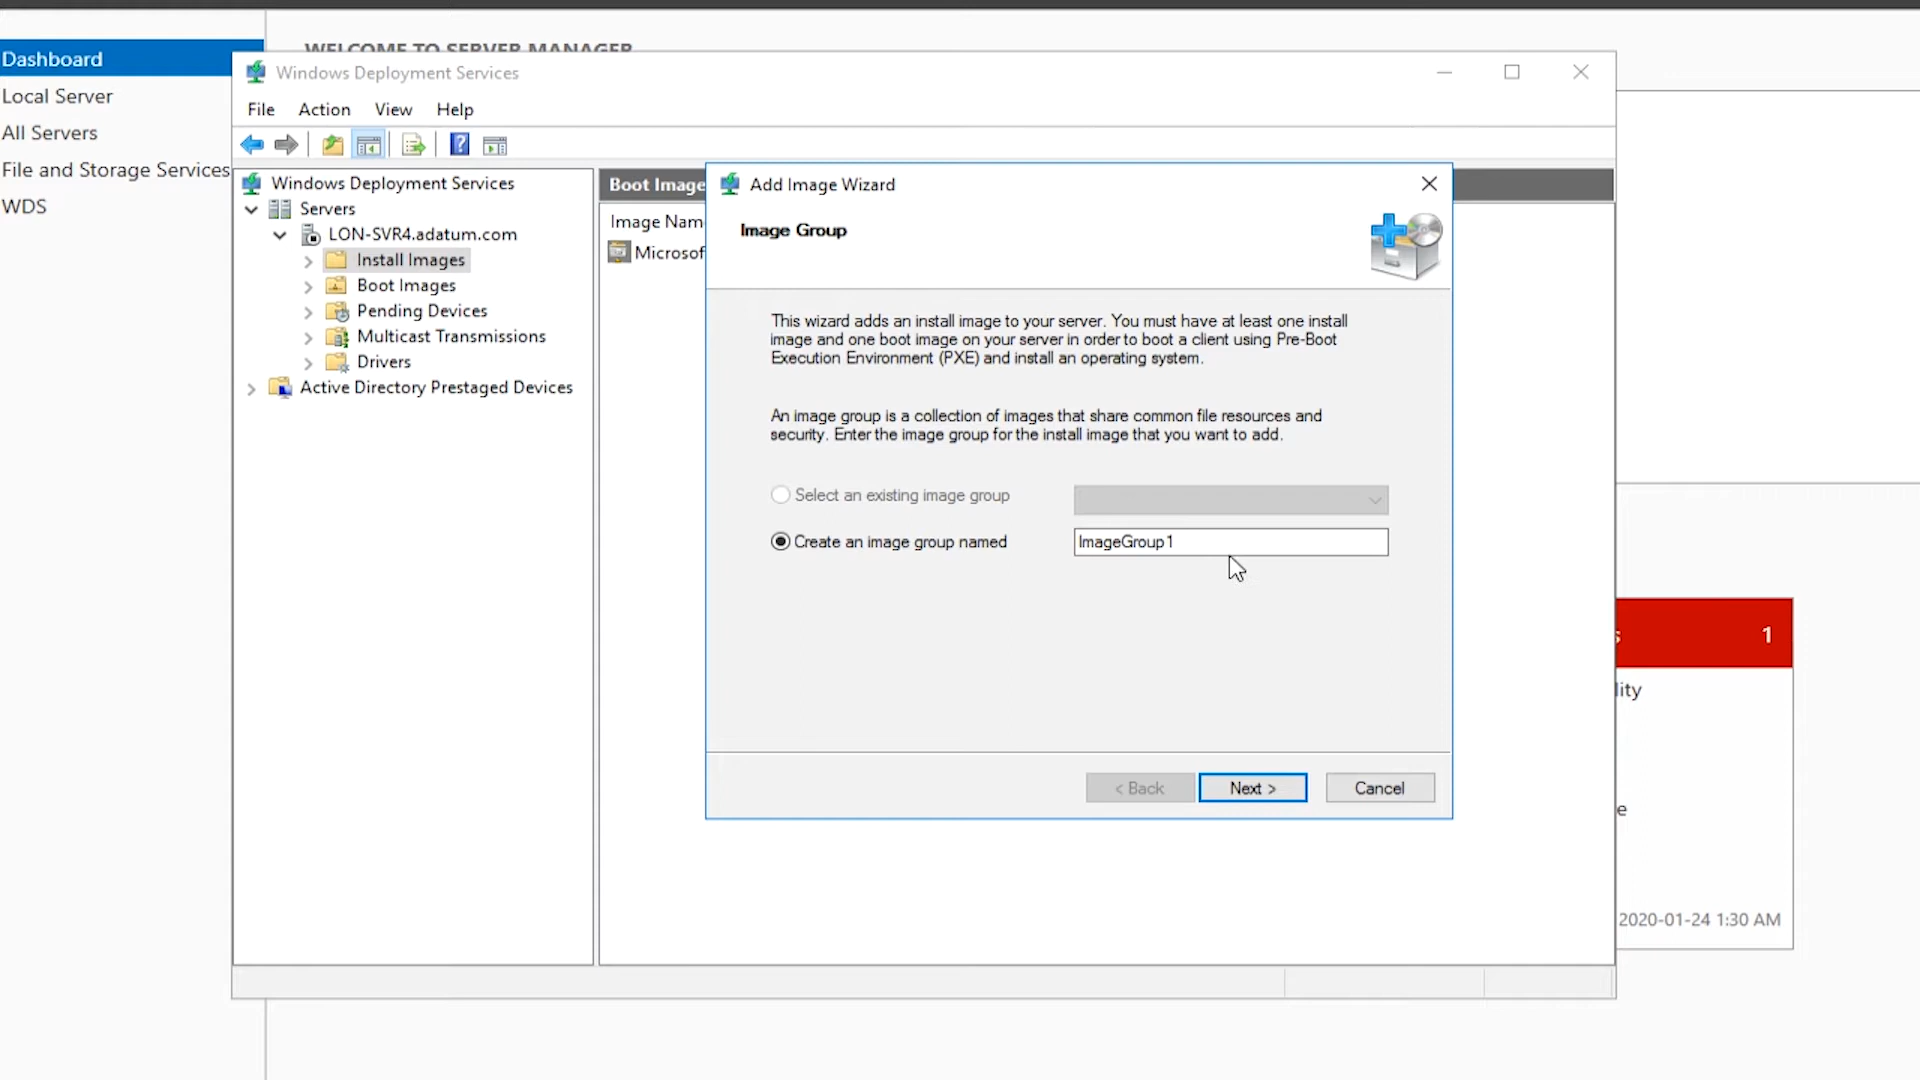 WELCOME TO SERVER MANAGER
Dashboard
Local Server
All Servers
File and Storage Services
WDS
Windows Deployment Services
File Action View Help
Windows Deployment Services
Servers
LON-SVR4.adatum.com
Install Images
Boot Images
Pending Devices
Multicast Transmissions
Drivers
Active Directory Prestaged Devices
Boot Image
Image Nam
Microsof
Add Image Wizard
Image Group
This wizard adds an install image to your server. You must have at least one install
image and one boot image on your server in order to boot a client using Pre-Boot
Execution Environment (PXE) and install an operating system.
An image group is a collection of images that share common file resources and
security. Enter the image group for the install image that you want to add.
Select an existing image group
Create an image group named ImageGroup1
< Back Next > Cancel
s 1
lity
e
2020-01-24 1:30 AM